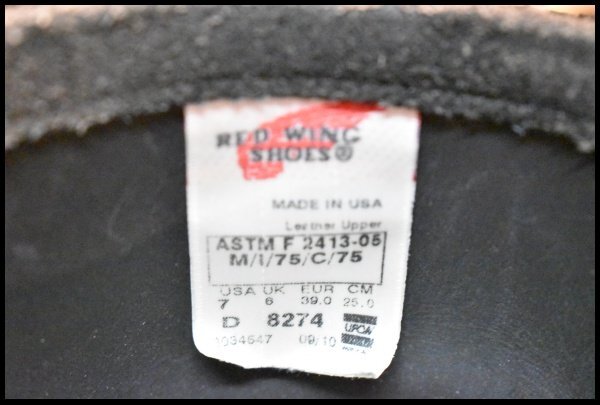 RED WING
SHOES®
MADE IN USA
Leather Upper
ASTM F 2413-05
M/I/75/C/75
USA UK EUR CM
7 6 39.0 25.0
D 8274
1034647 09/10